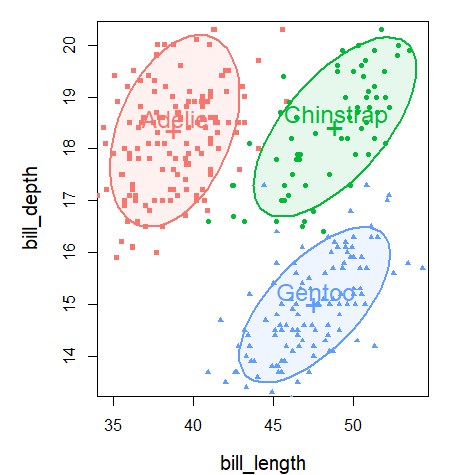 20
19
18
17
16
15
14
bill_depth
Adelie
Chinstrap
Gentoo
35 40 45 50
bill_length